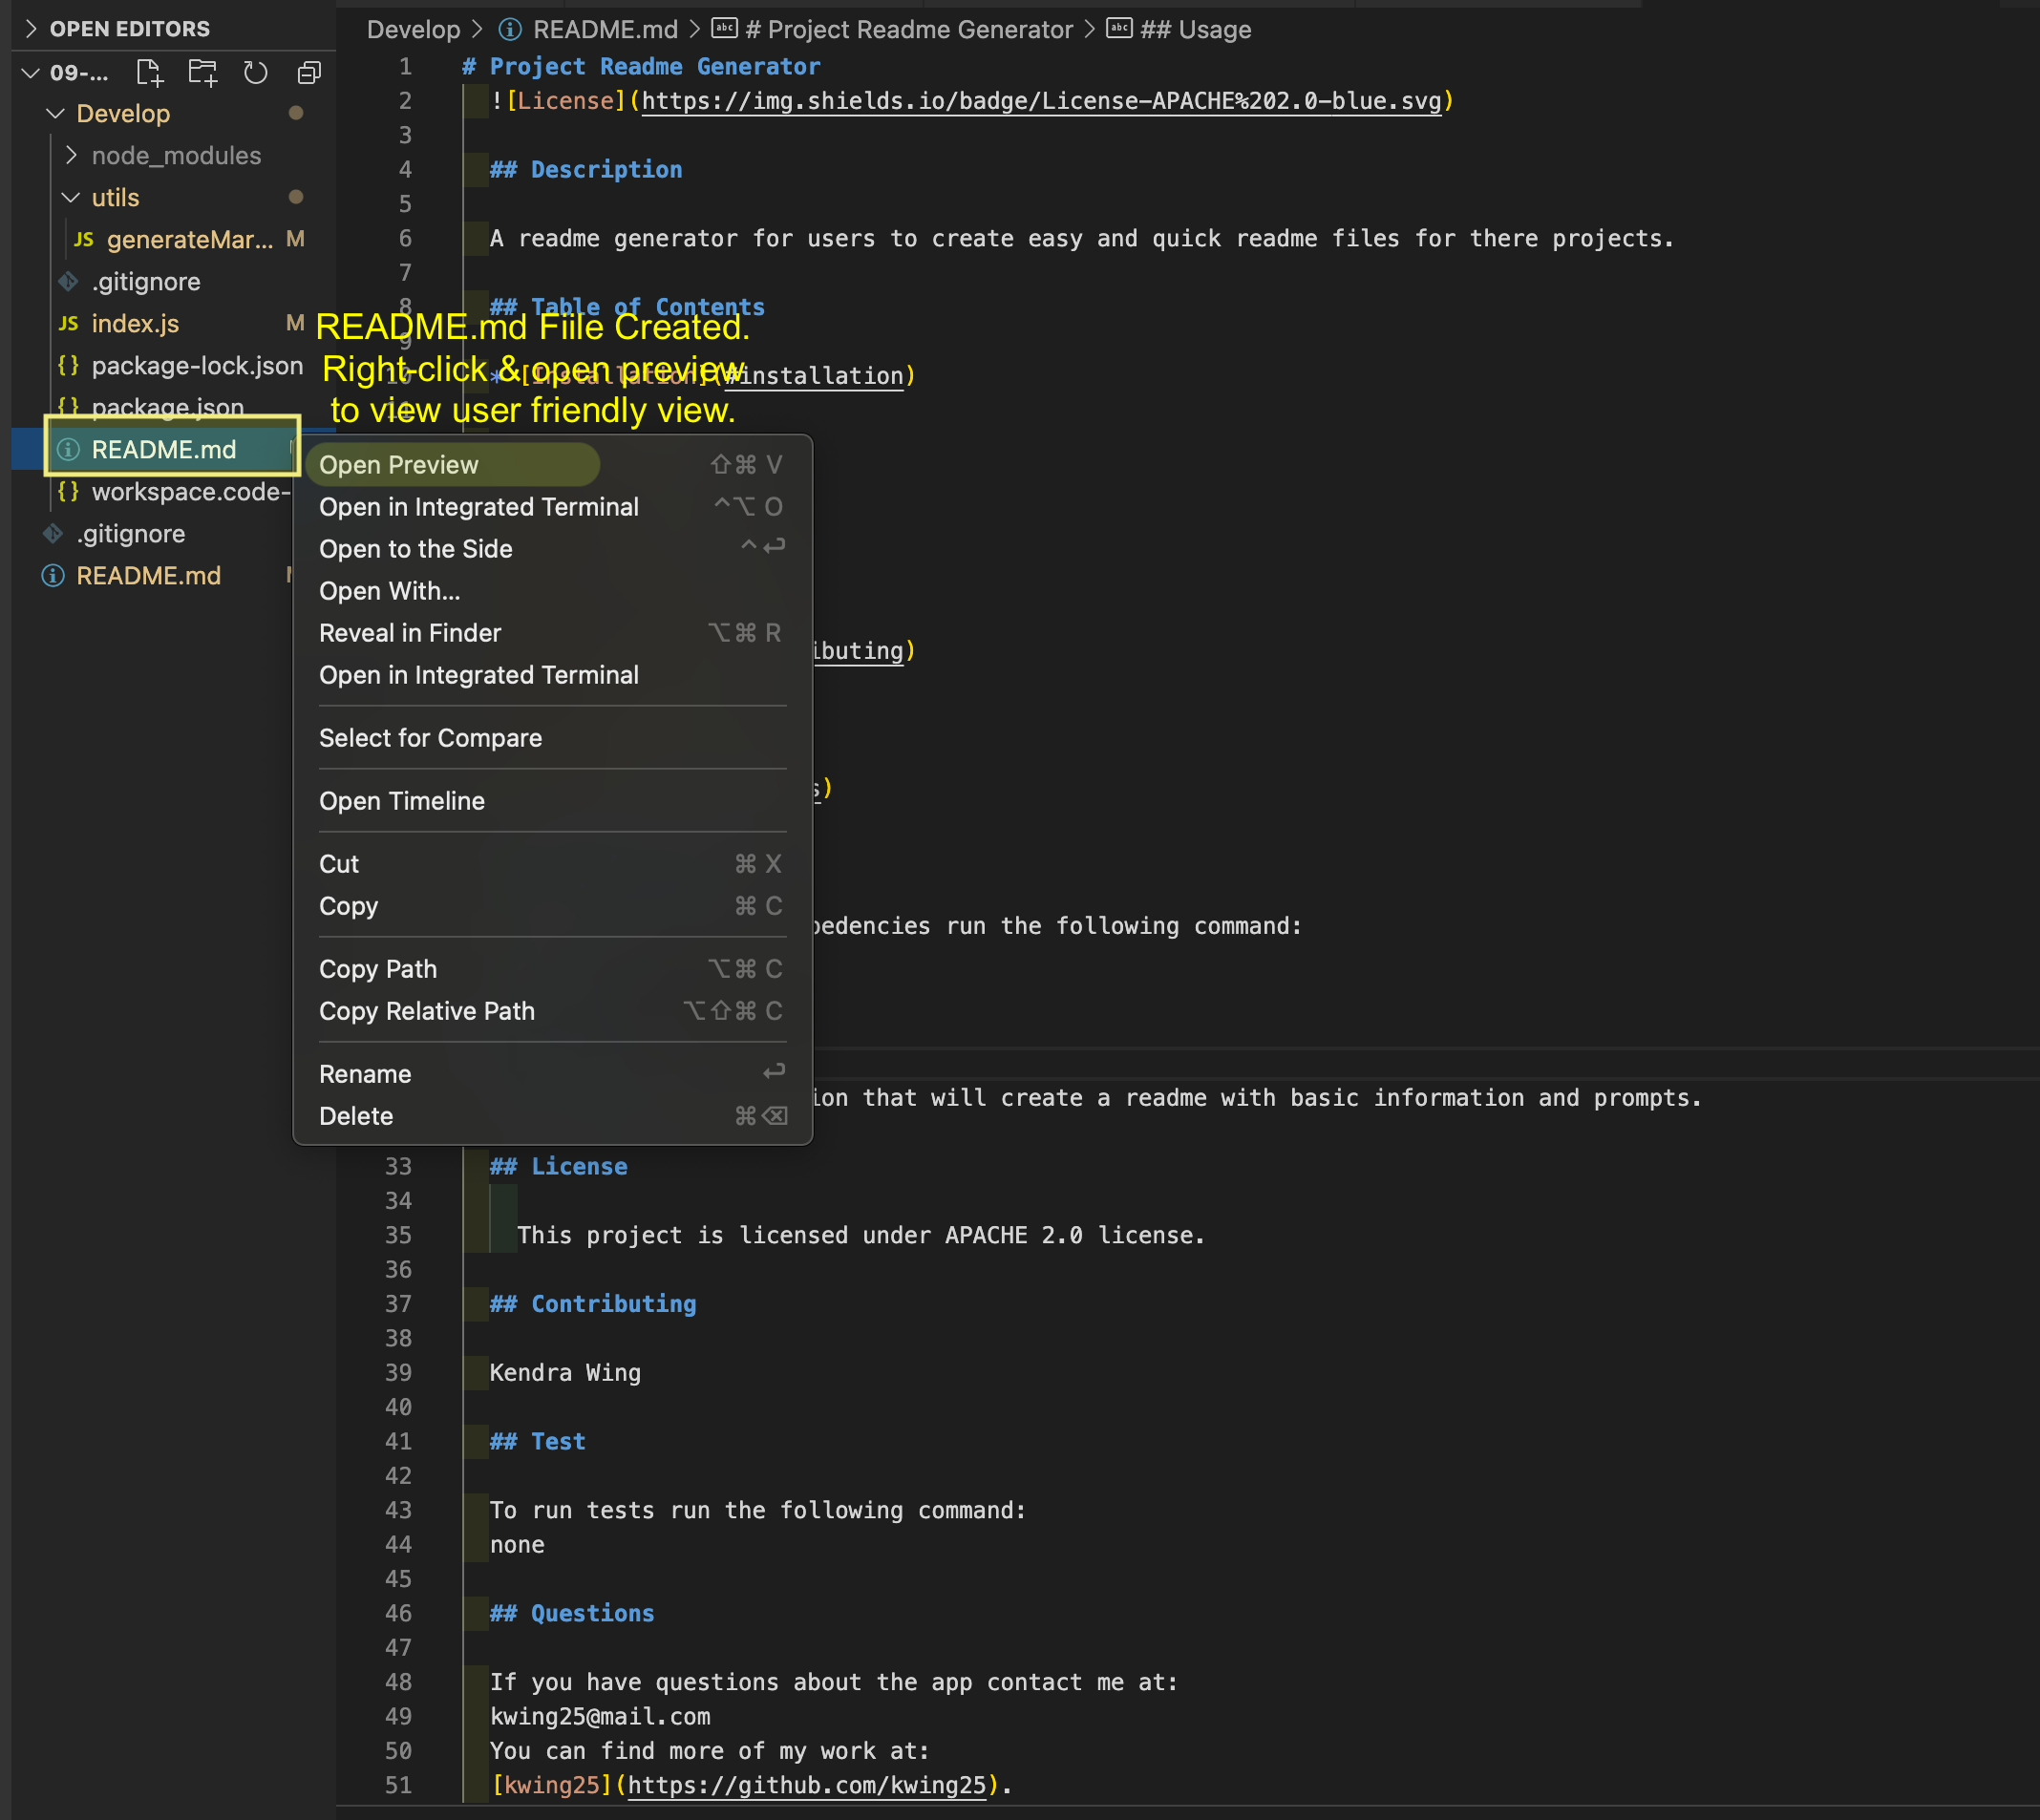 OPEN EDITORS
09-...
Develop
node_modules
utils
JS generateMar... M
.gitignore
JS index.js M
{} package-lock.json
{} package.json
README.md
{} workspace.code-
.gitignore
README.md
Develop > README.md > abc # Project Readme Generator > abc ## Usage
1 # Project Readme Generator
2 ![License](https://img.shields.io/badge/License-APACHE%202.0-blue.svg)
3
4 ## Description
5
6 A readme generator for users to create easy and quick readme files for there projects.
7
8 ## Table of Contents
9
10 * [Installation](#installation)
README.md Fiile Created.
Right-click & open preview
to view user friendly view.
Open Preview ⇧⌘ V
Open in Integrated Terminal ^⌥ O
Open to the Side ^↩
Open With...
Reveal in Finder ⌥⌘ R
Open in Integrated Terminal
Select for Compare
Open Timeline
Cut ⌘ X
Copy ⌘ C
Copy Path ⌥⌘ C
Copy Relative Path ⌥⇧⌘ C
Rename ↩
Delete ⌘⌫
ibuting)
s)
pedencies run the following command:
ion that will create a readme with basic information and prompts.
33 ## License
34
35 This project is licensed under APACHE 2.0 license.
36
37 ## Contributing
38
39 Kendra Wing
40
41 ## Test
42
43 To run tests run the following command:
44 none
45
46 ## Questions
47
48 If you have questions about the app contact me at:
49 kwing25@mail.com
50 You can find more of my work at:
51 [kwing25](https://github.com/kwing25).